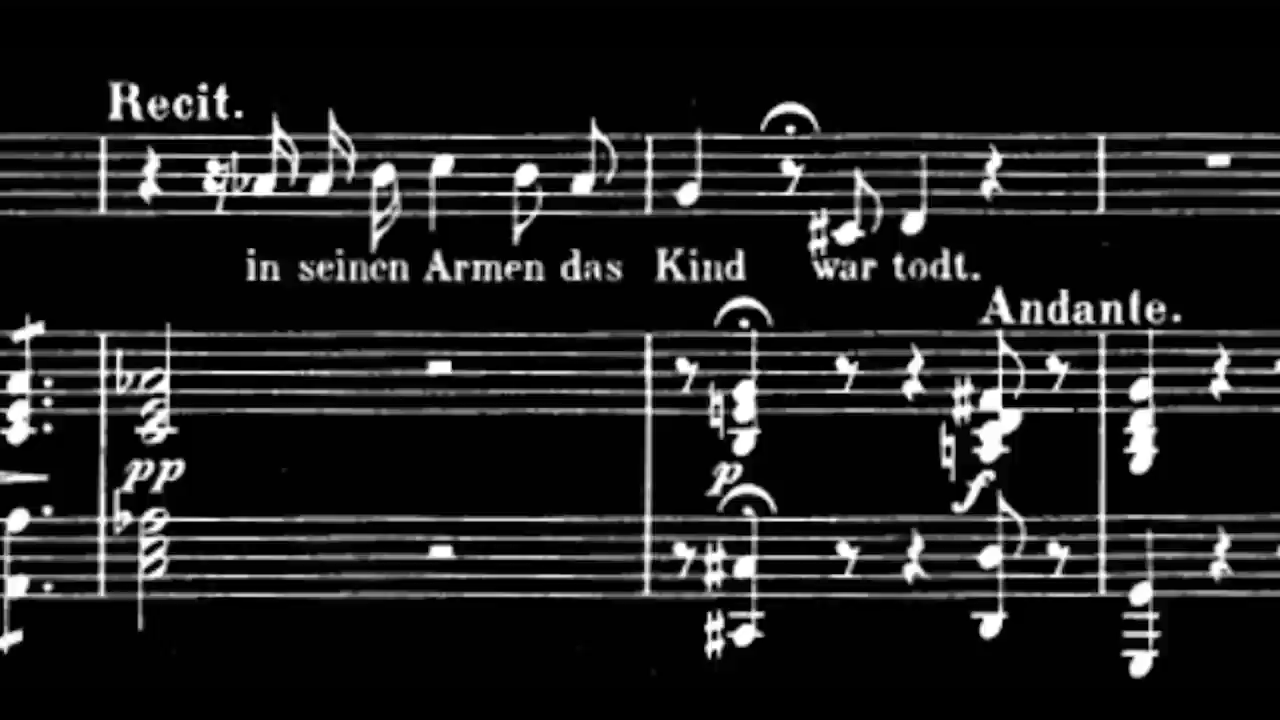 Recit.
in seinen Armen das Kind war todt.
Andante.
pp p f